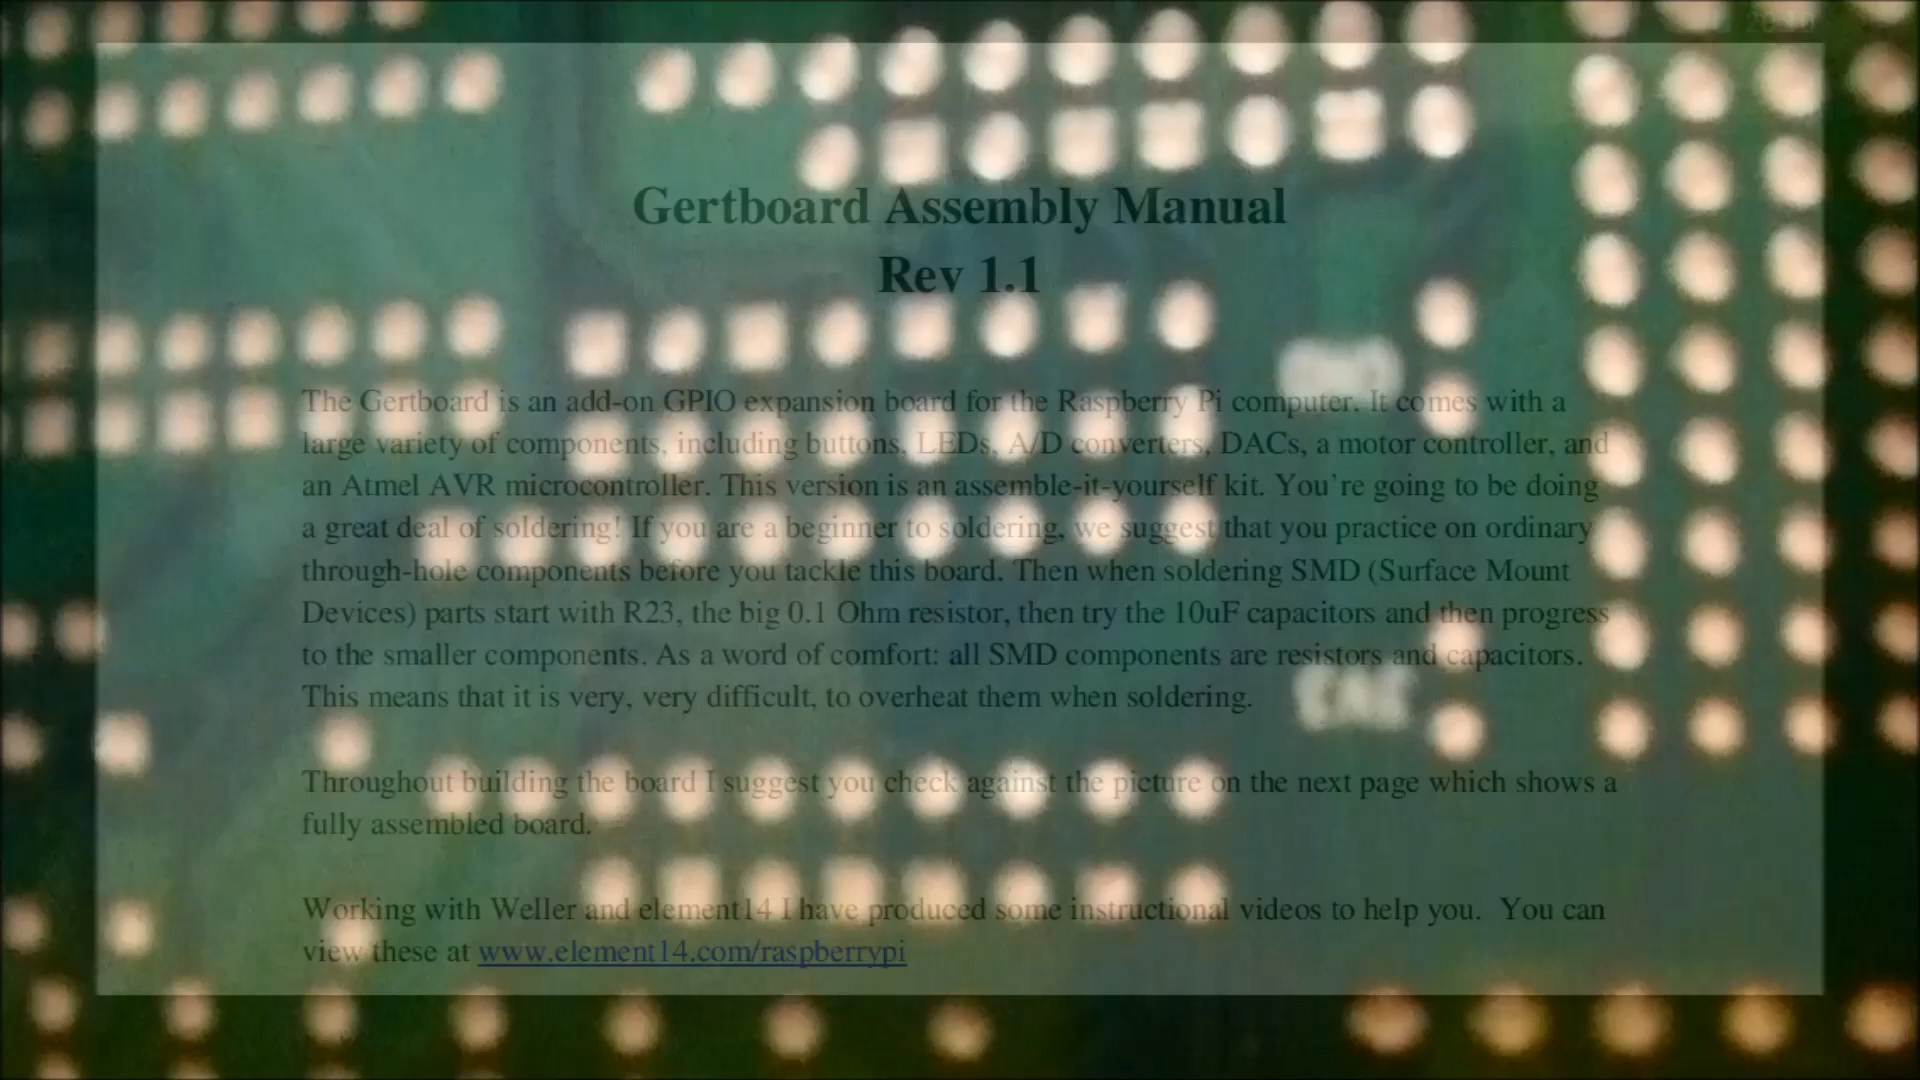 Gertboard Assembly Manual
Rev 1.1
The Gertboard is an add-on GPIO expansion board for the Raspberry Pi computer. It comes with a
large variety of components, including buttons, LEDs, A/D converters, DACs, a motor controller, and
an Atmel AVR microcontroller. This version is an assemble-it-yourself kit. You're going to be doing
a great deal of soldering! If you are a beginner to soldering, we suggest that you practice on ordinary
through-hole components before you tackle this board. Then when soldering SMD (Surface Mount
Devices) parts start with R23, the big 0.1 Ohm resistor, then try the 10uF capacitors and then progress
to the smaller components. As a word of comfort: all SMD components are resistors and capacitors.
This means that it is very, very difficult, to overheat them when soldering.
Throughout building the board I suggest you check against the picture on the next page which shows a
fully assembled board.
Working with Weller and element14 I have produced some instructional videos to help you. You can
view these at www.element14.com/raspberrypi